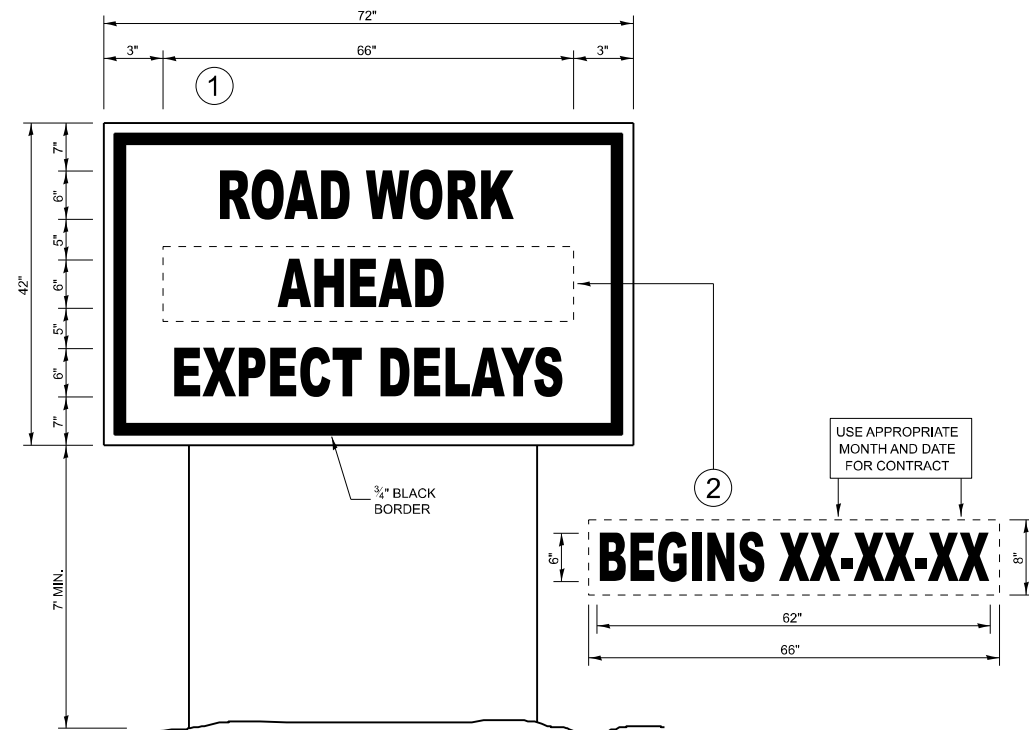 72"
3" 66" 3"
1
7"
6"
5"
6"
5"
6"
7"
42"
ROAD WORK
AHEAD
EXPECT DELAYS
¾" BLACK
BORDER
7' MIN.
2
USE APPROPRIATE
MONTH AND DATE
FOR CONTRACT
6"
BEGINS XX-XX-XX
8"
62"
66"